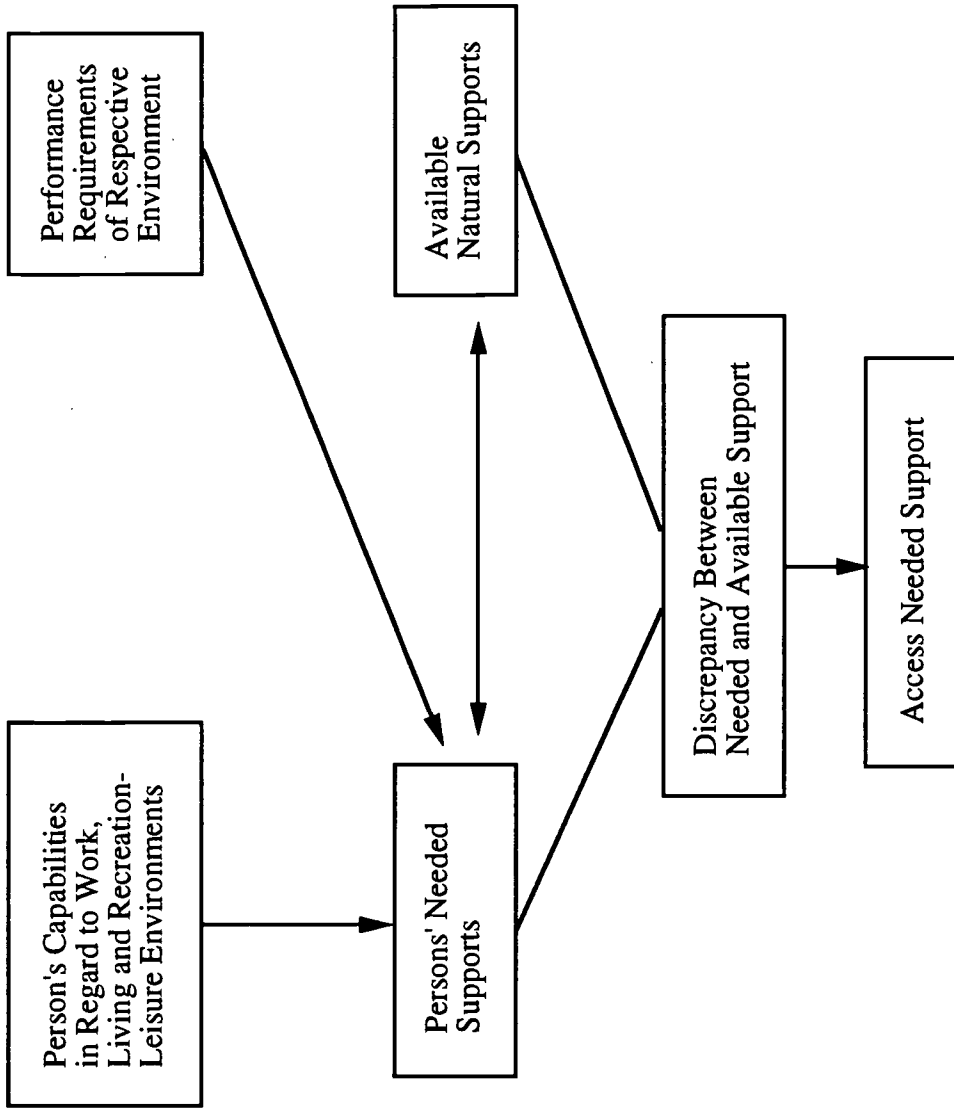 Person's Capabilities
in Regard to Work,
Living and Recreation-
Leisure Environments
Performance
Requirements
of Respective
Environment
Persons' Needed
Supports
Available
Natural Supports
Discrepancy Between
Needed and Available Support
Access Needed Support